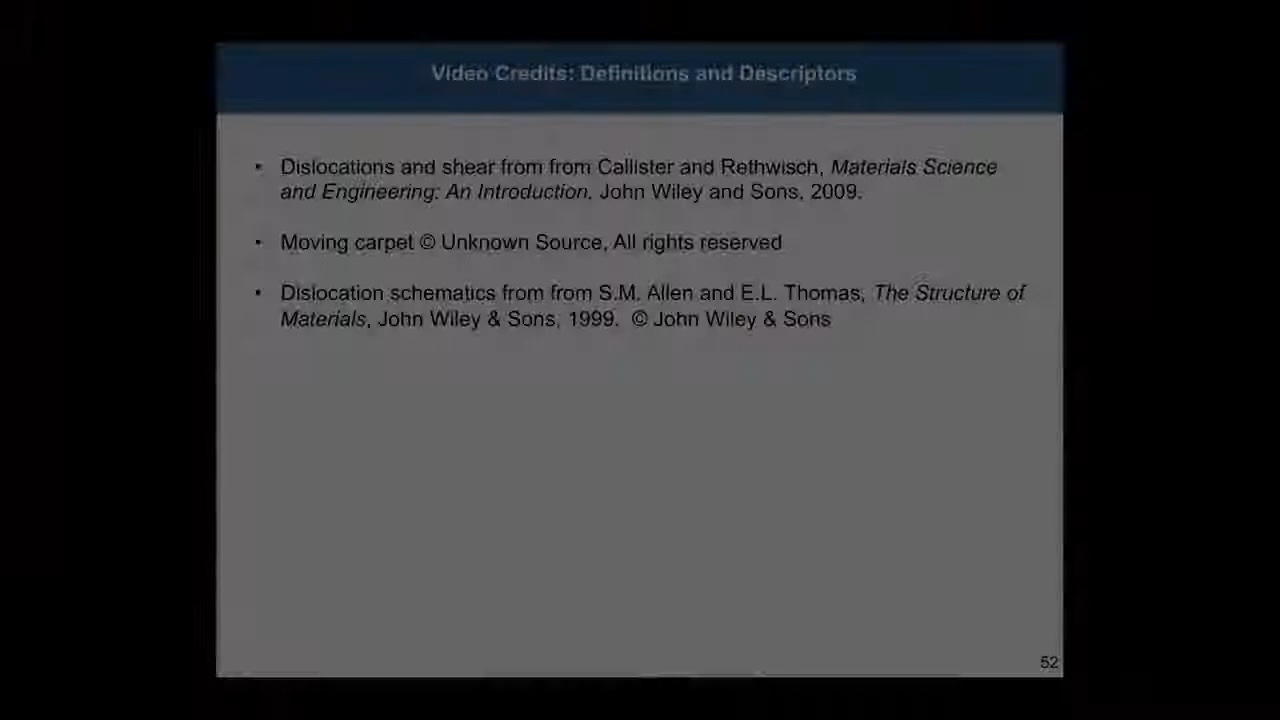 Video Credits: Definitions and Descriptors
• Dislocations and shear from from Callister and Rethwisch, Materials Science
and Engineering: An Introduction, John Wiley and Sons, 2009.
• Moving carpet © Unknown Source, All rights reserved
• Dislocation schematics from from S.M. Allen and E.L. Thomas, The Structure of
Materials, John Wiley & Sons, 1999. © John Wiley & Sons
52